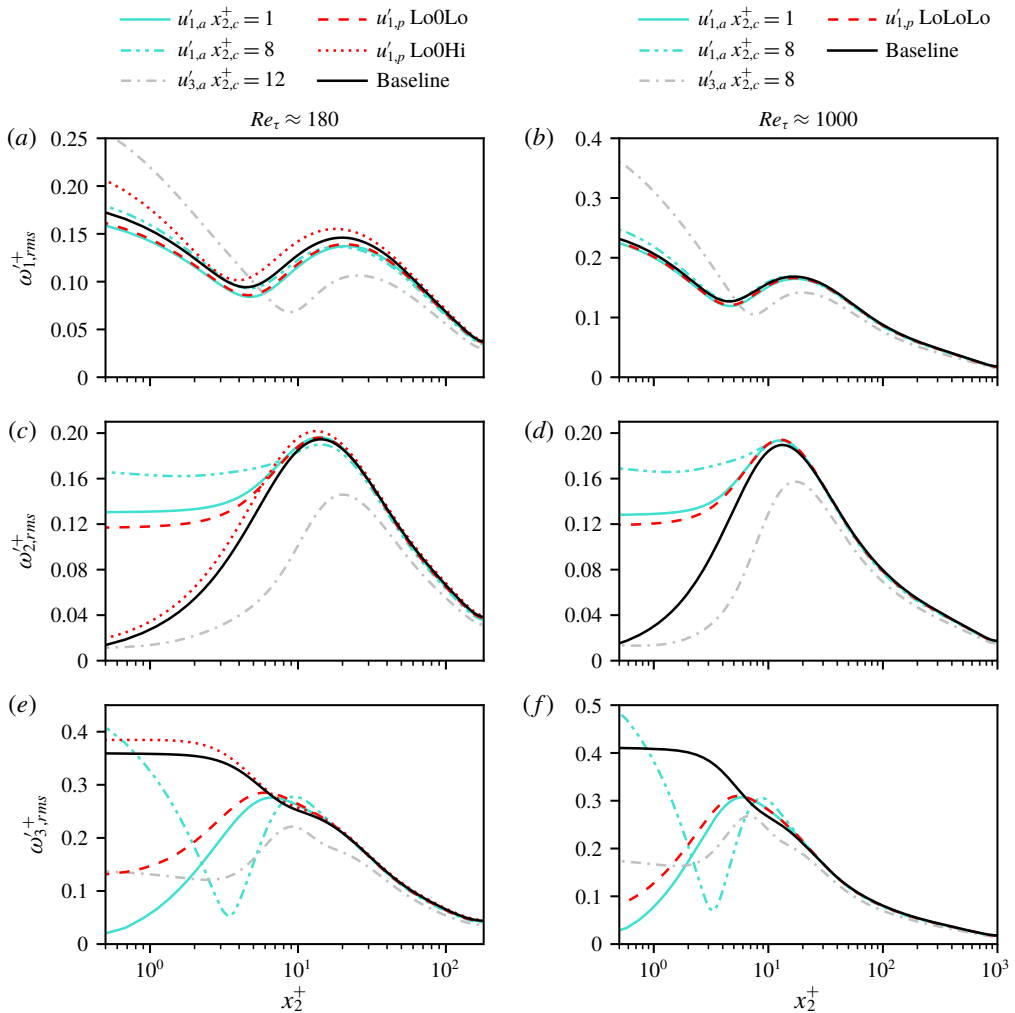 u′1,a x+2,c = 1 u′1,p Lo0Lo
u′1,a x+2,c = 8 u′1,p Lo0Hi
u′3,a x+2,c = 12 Baseline
u′1,a x+2,c = 1 u′1,p LoLoLo
u′1,a x+2,c = 8 Baseline
u′3,a x+2,c = 8
(a) Reτ ≈ 180
0.25
0.20
0.15
0.10
0.05
0
ω′+1,rms
(b) Reτ ≈ 1000
0.4
0.3
0.2
0.1
0
(c)
0.20
0.16
0.12
0.08
0.04
0
ω′+2,rms
(d)
0.20
0.16
0.12
0.08
0.04
0
(e)
0.4
0.3
0.2
0.1
0
ω′+3,rms
10^0 10^1 10^2
x+2
(f)
0.5
0.4
0.3
0.2
0.1
0
10^0 10^1 10^2 10^3
x+2